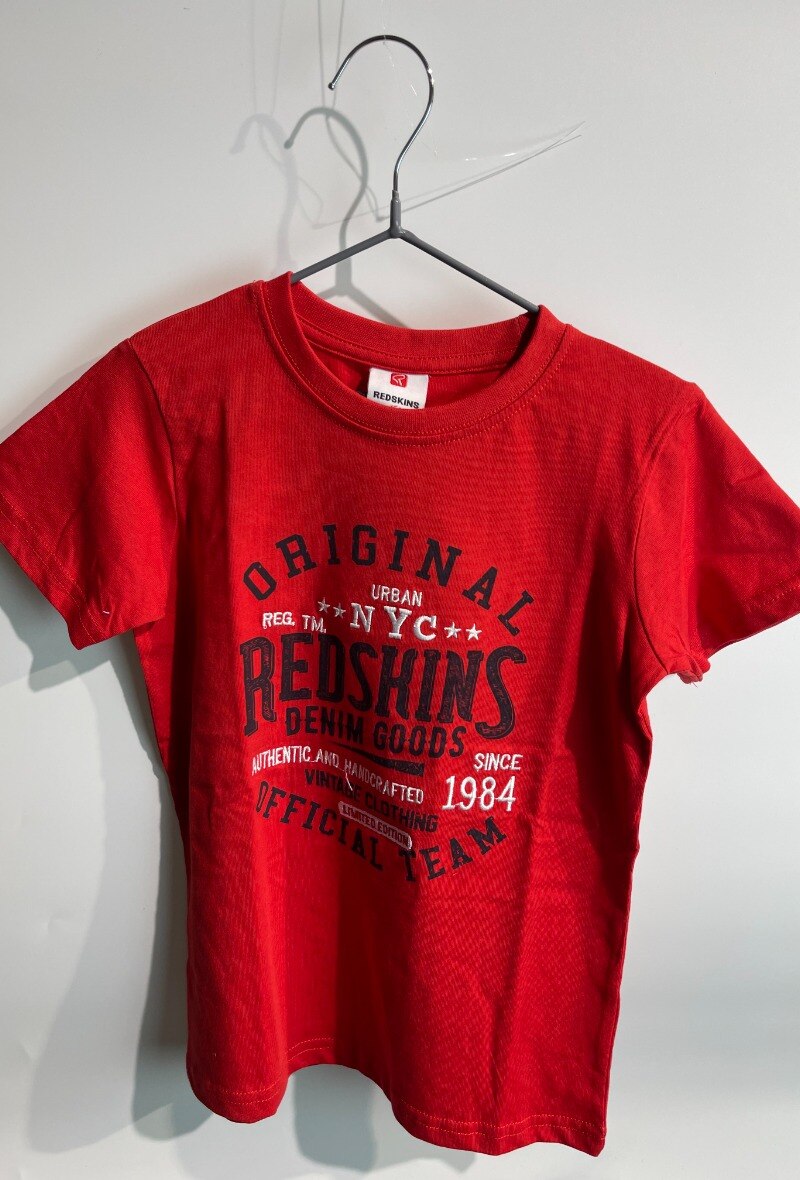 REDSKINS
ORIGINAL
URBAN
REG. TM. NYC
REDSKINS
DENIM GOODS
AUTHENTIC AND HANDCRAFTED
SINCE
1984
VINTAGE CLOTHING
LIMITED EDITION
OFFICIAL TEAM